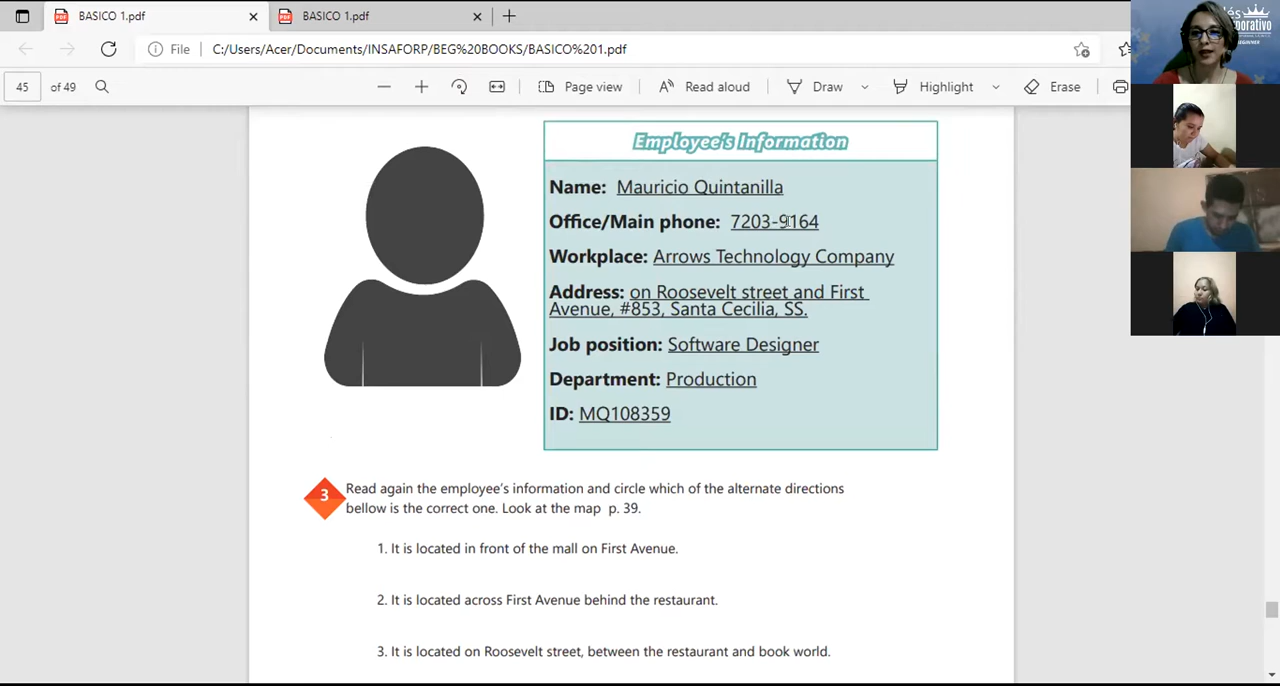 BASICO 1.pdf
BASICO 1.pdf
File C:/Users/Acer/Documents/INSAFORP/BEG%20BOOKS/BASICO%201.pdf
45 of 49 Page view Read aloud Draw Highlight Erase
Employee's Information
Name: Mauricio Quintanilla
Office/Main phone: 7203-9164
Workplace: Arrows Technology Company
Address: on Roosevelt street and First
Avenue, #853, Santa Cecilia, SS.
Job position: Software Designer
Department: Production
ID: MQ108359
3 Read again the employee's information and circle which of the alternate directions
bellow is the correct one. Look at the map p. 39.
1. It is located in front of the mall on First Avenue.
2. It is located across First Avenue behind the restaurant.
3. It is located on Roosevelt street, between the restaurant and book world.